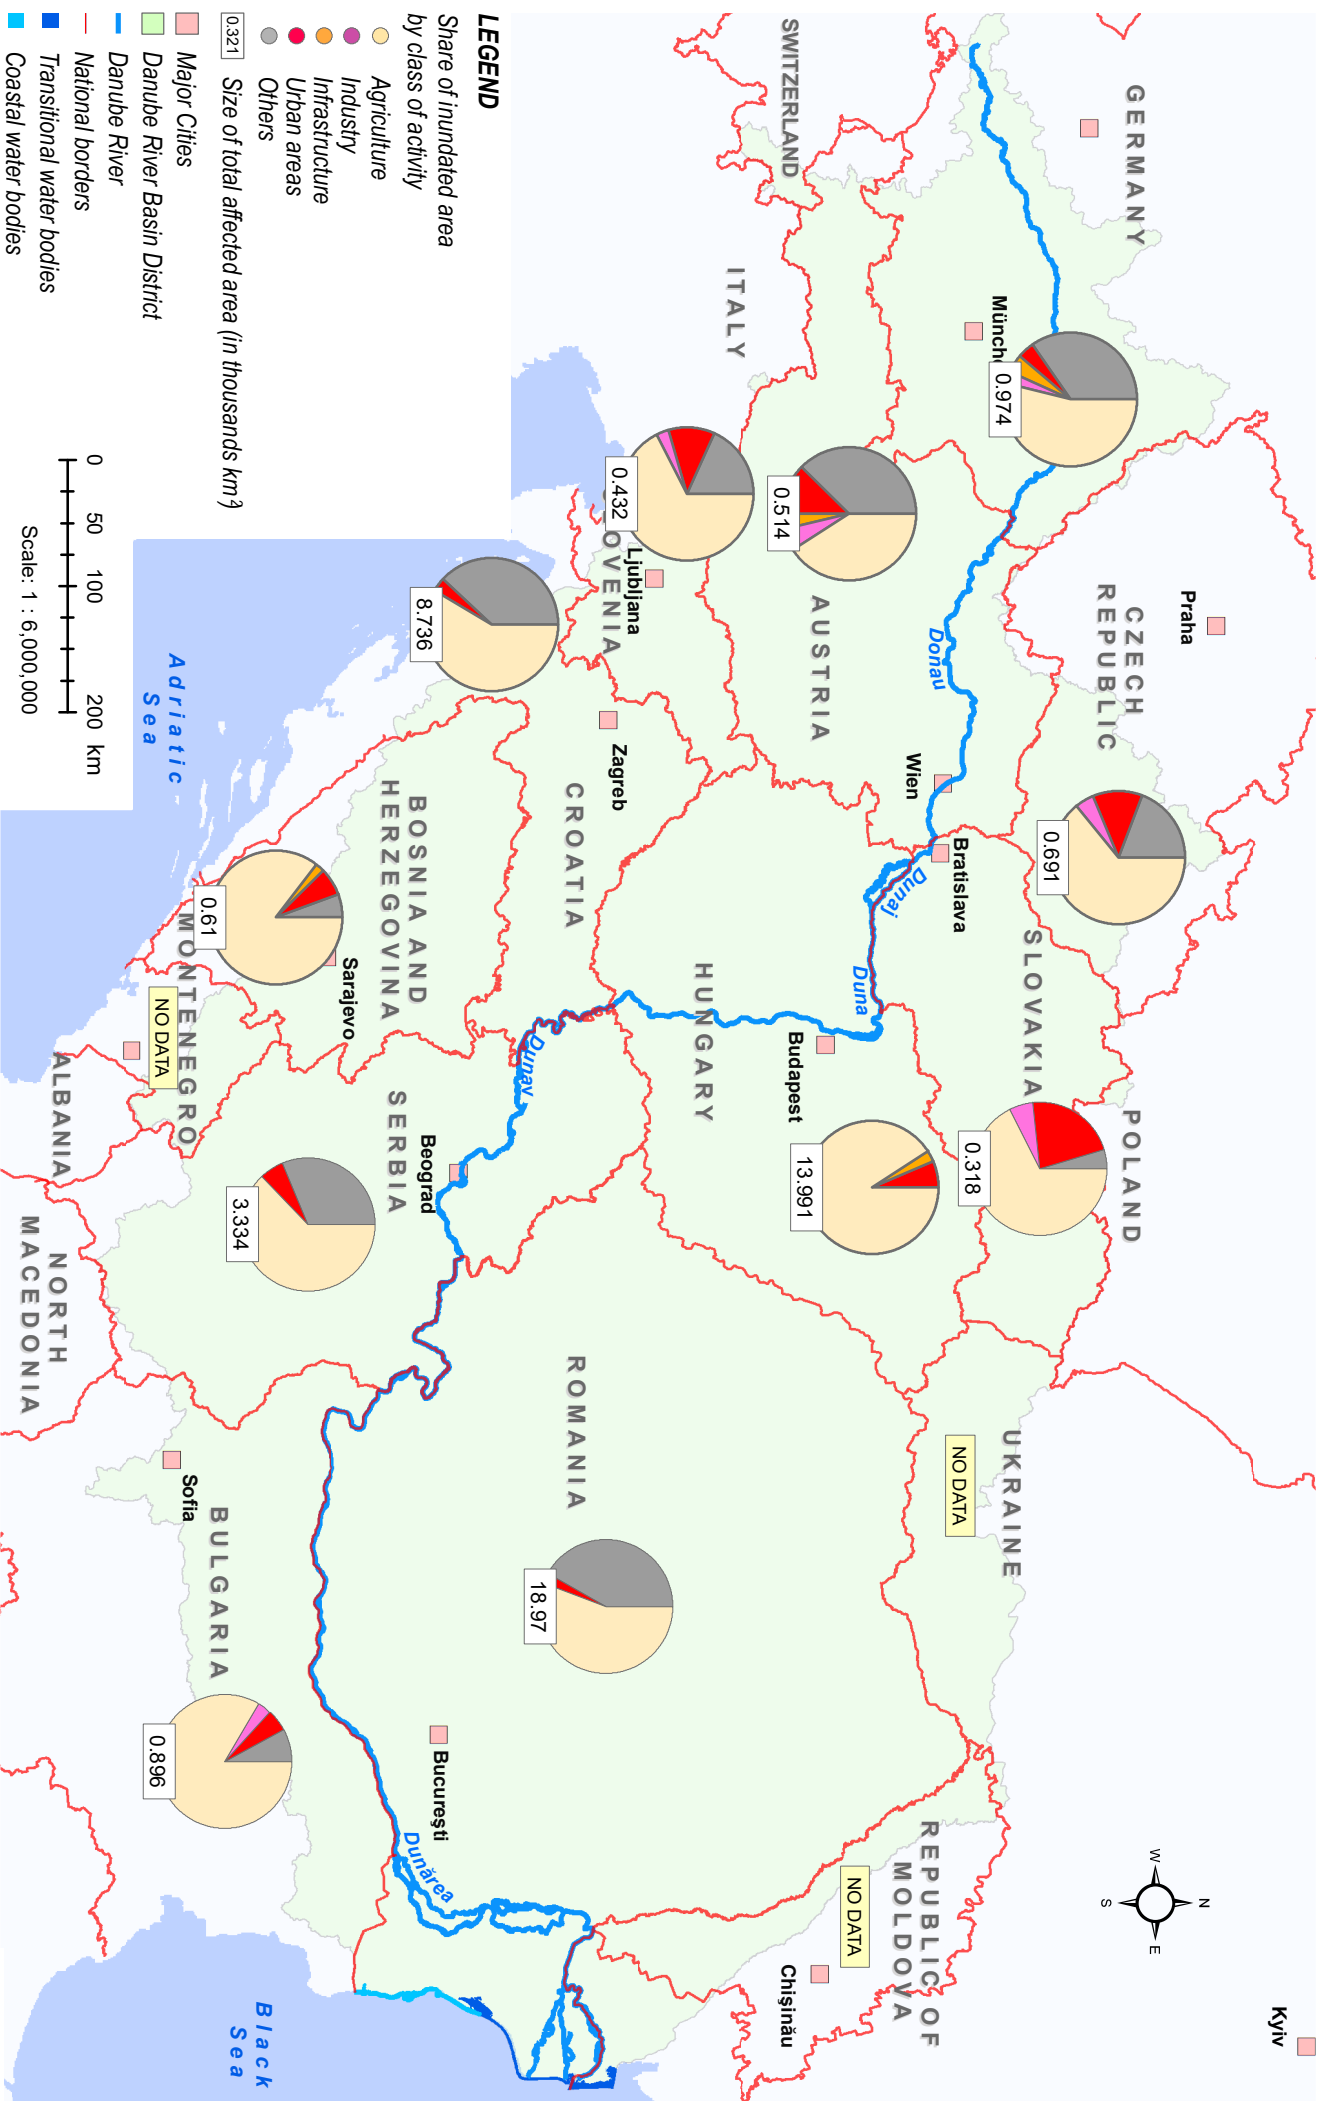 LEGEND
Share of inundated area
by class of activity
Agriculture
Industry
Infrastructure
Urban areas
Others
0.321 Size of total affected area (in thousands km²)
Major Cities
Danube River Basin District
Danube River
National borders
Transitional water bodies
Coastal water bodies
0 50 100 200 km
Scale: 1 : 6,000,000
GERMANY
SWITZERLAND
ITALY
Münch
0.974
0.514
0.432
8.736
Praha
CZECH
REPUBLIC
Donau
AUSTRIA
Wien
Ljubljana
OVENIA
Zagreb
CROATIA
Adriatic
Sea
0.691
Bratislava
Dunaj
Duna
SLOVAKIA
HUNGARY
Budapest
BOSNIA AND
HERZEGOVINA
0.61
Sarajevo
MONTENEGRO
NO DATA
ALBANIA
POLAND
0.318
13.991
Dunav
SERBIA
Beograd
3.334
NORTH
MACEDONIA
UKRAINE
NO DATA
ROMANIA
18.97
Sofia
BULGARIA
0.896
Bucureşti
Dunărea
REPUBLIC OF
MOLDOVA
NO DATA
Chişinău
Kyiv
Black
Sea
N
W
E
S